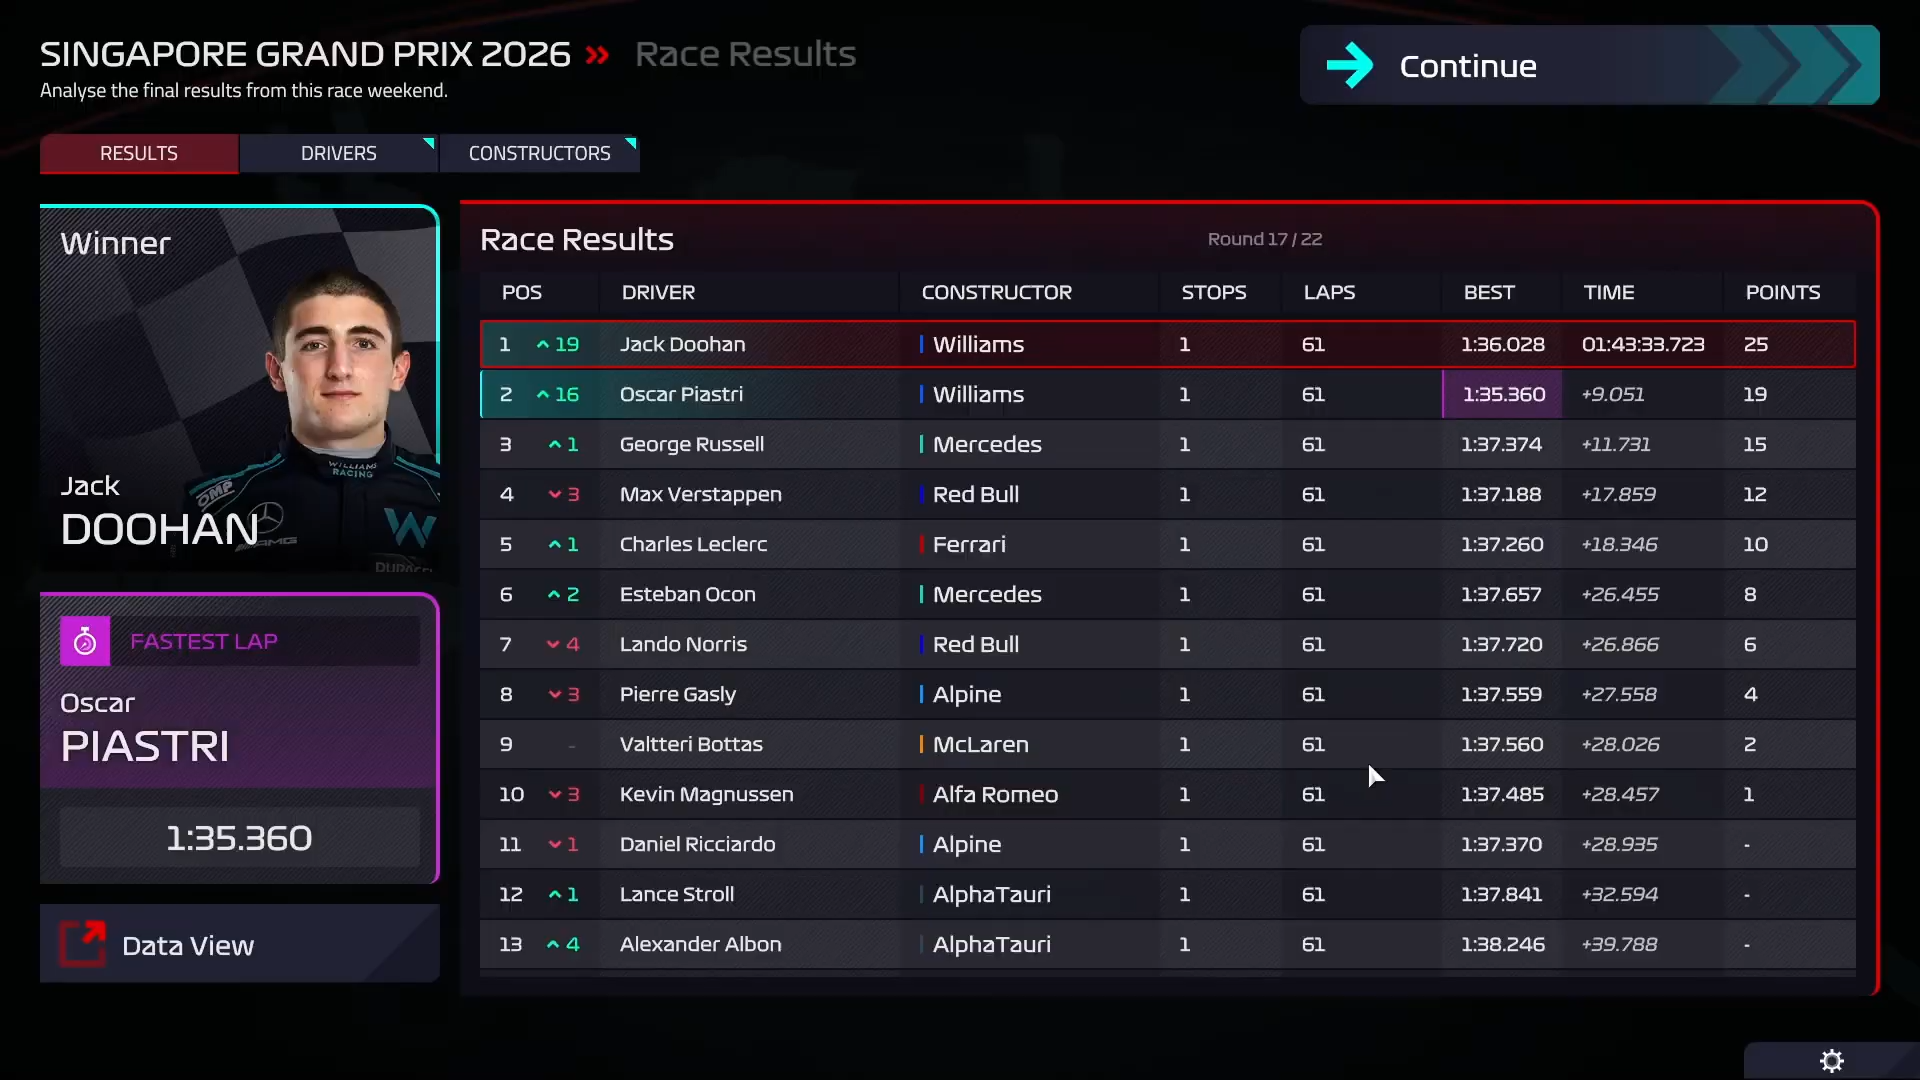 SINGAPORE GRAND PRIX 2026 » Race Results
Analyse the final results from this race weekend.
Continue
RESULTS DRIVERS CONSTRUCTORS
Winner
WILLIAMS
RACING
OMP
AMG
DURACELL
Jack
DOOHAN
FASTEST LAP
Oscar
PIASTRI
1:35.360
Data View
Race Results Round 17 / 22
POS DRIVER CONSTRUCTOR STOPS LAPS BEST TIME POINTS
1 19 Jack Doohan Williams 1 61 1:36.028 01:43:33.723 25
2 16 Oscar Piastri Williams 1 61 1:35.360 +9.051 19
3 1 George Russell Mercedes 1 61 1:37.374 +11.731 15
4 3 Max Verstappen Red Bull 1 61 1:37.188 +17.859 12
5 1 Charles Leclerc Ferrari 1 61 1:37.260 +18.346 10
6 2 Esteban Ocon Mercedes 1 61 1:37.657 +26.455 8
7 4 Lando Norris Red Bull 1 61 1:37.720 +26.866 6
8 3 Pierre Gasly Alpine 1 61 1:37.559 +27.558 4
9 - Valtteri Bottas McLaren 1 61 1:37.560 +28.026 2
10 3 Kevin Magnussen Alfa Romeo 1 61 1:37.485 +28.457 1
11 1 Daniel Ricciardo Alpine 1 61 1:37.370 +28.935 -
12 1 Lance Stroll AlphaTauri 1 61 1:37.841 +32.594 -
13 4 Alexander Albon AlphaTauri 1 61 1:38.246 +39.788 -